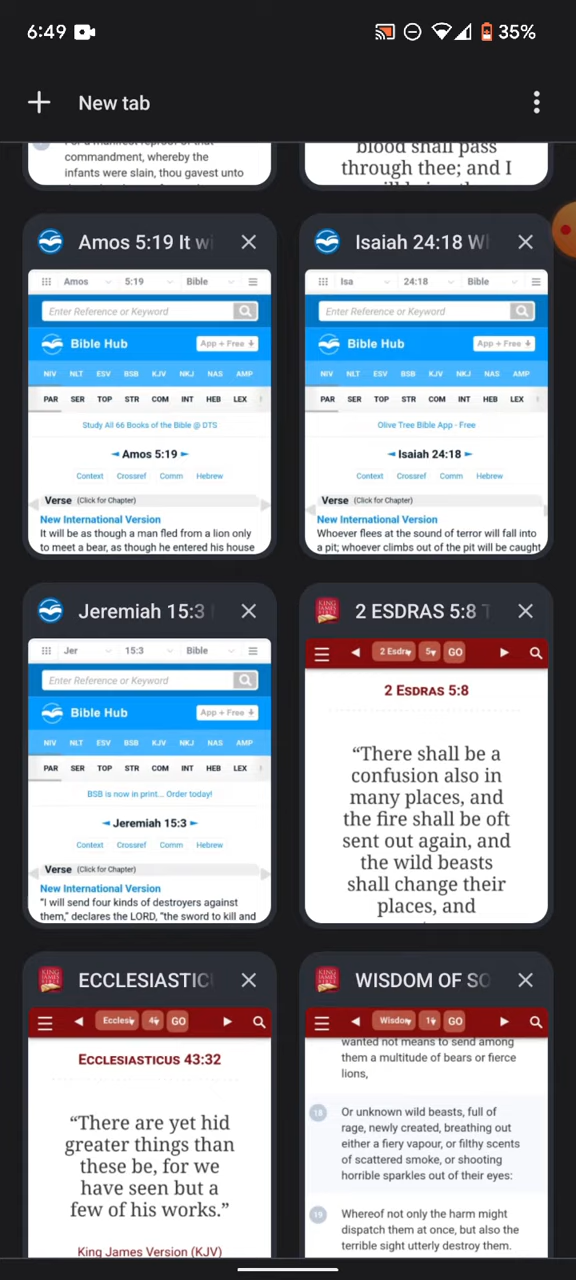 6:49
35%
New tab
commandment, whereby the
infants were slain, thou gavest unto
blood shall pass
through thee; and I
Amos 5:19 It wi
Amos 5:19 Bible
Enter Reference or Keyword
Bible Hub App + Free
NIV NLT ESV BSB KJV NKJ NAS AMP
PAR SER TOP STR COM INT HEB LEX
Study All 66 Books of the Bible @ DTS
Amos 5:19
Context Crossref Comm Hebrew
Verse (Click for Chapter)
New International Version
It will be as though a man fled from a lion only
to meet a bear, as though he entered his house
Isaiah 24:18 W
Isa 24:18 Bible
Enter Reference or Keyword
Bible Hub App + Free
NIV NLT ESV BSB KJV NKJ NAS AMP
PAR SER TOP STR COM INT HEB LEX
Olive Tree Bible App - Free
Isaiah 24:18
Context Crossref Comm Hebrew
Verse (Click for Chapter)
New International Version
Whoever flees at the sound of terror will fall into
a pit; whoever climbs out of the pit will be caught
Jeremiah 15:3
Jer 15:3 Bible
Enter Reference or Keyword
Bible Hub App + Free
NIV NLT ESV BSB KJV NKJ NAS AMP
PAR SER TOP STR COM INT HEB LEX
BSB is now in print... Order today!
Jeremiah 15:3
Context Crossref Comm Hebrew
Verse (Click for Chapter)
New International Version
"I will send four kinds of destroyers against
them," declares the LORD, "the sword to kill and
2 ESDRAS 5:8 T
2 Esdr 5 GO
2 ESDRAS 5:8
“There shall be a
confusion also in
many places, and
the fire shall be oft
sent out again, and
the wild beasts
shall change their
places, and
ECCLESIASTIC
Eccles 4 GO
ECCLESIASTICUS 43:32
“There are yet hid
greater things than
these be, for we
have seen but a
few of his works.”
King James Version (KJV)
WISDOM OF SO
Wisdo 1 GO
wanted not means to send among
them a multitude of bears or fierce
lions,
18 Or unknown wild beasts, full of
rage, newly created, breathing out
either a fiery vapour, or filthy scents
of scattered smoke, or shooting
horrible sparkles out of their eyes:
19 Whereof not only the harm might
dispatch them at once, but also the
terrible sight utterly destroy them.